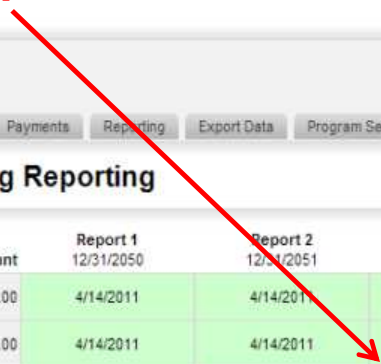 Payments Reporting Export Data Program Se
g Reporting
Report 1 Report 2
ant 12/31/2050 12/31/2051
.00 4/14/2011 4/14/2011
.00 4/14/2011 4/14/2011